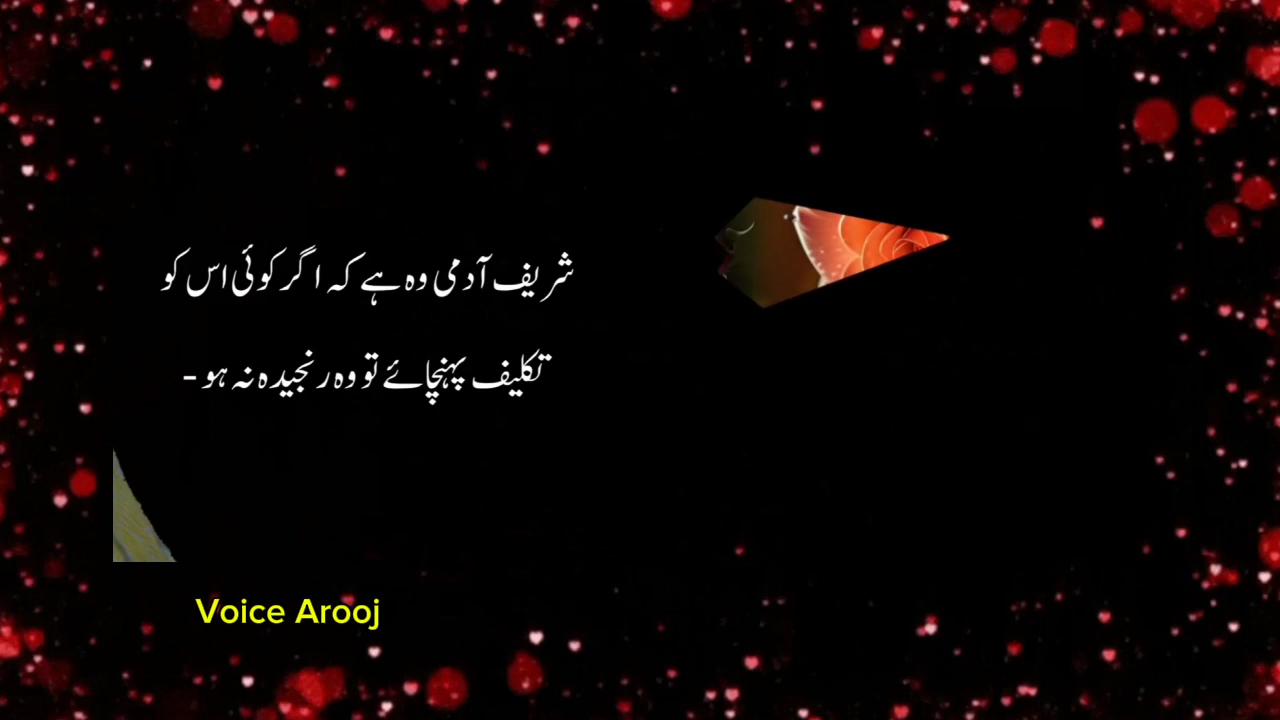 شریف آدمی وہ ہے کہ اگر کوئی اس کو
تکلیف پہنچائے تو وہ رنجیدہ نہ ہو -
Voice Arooj